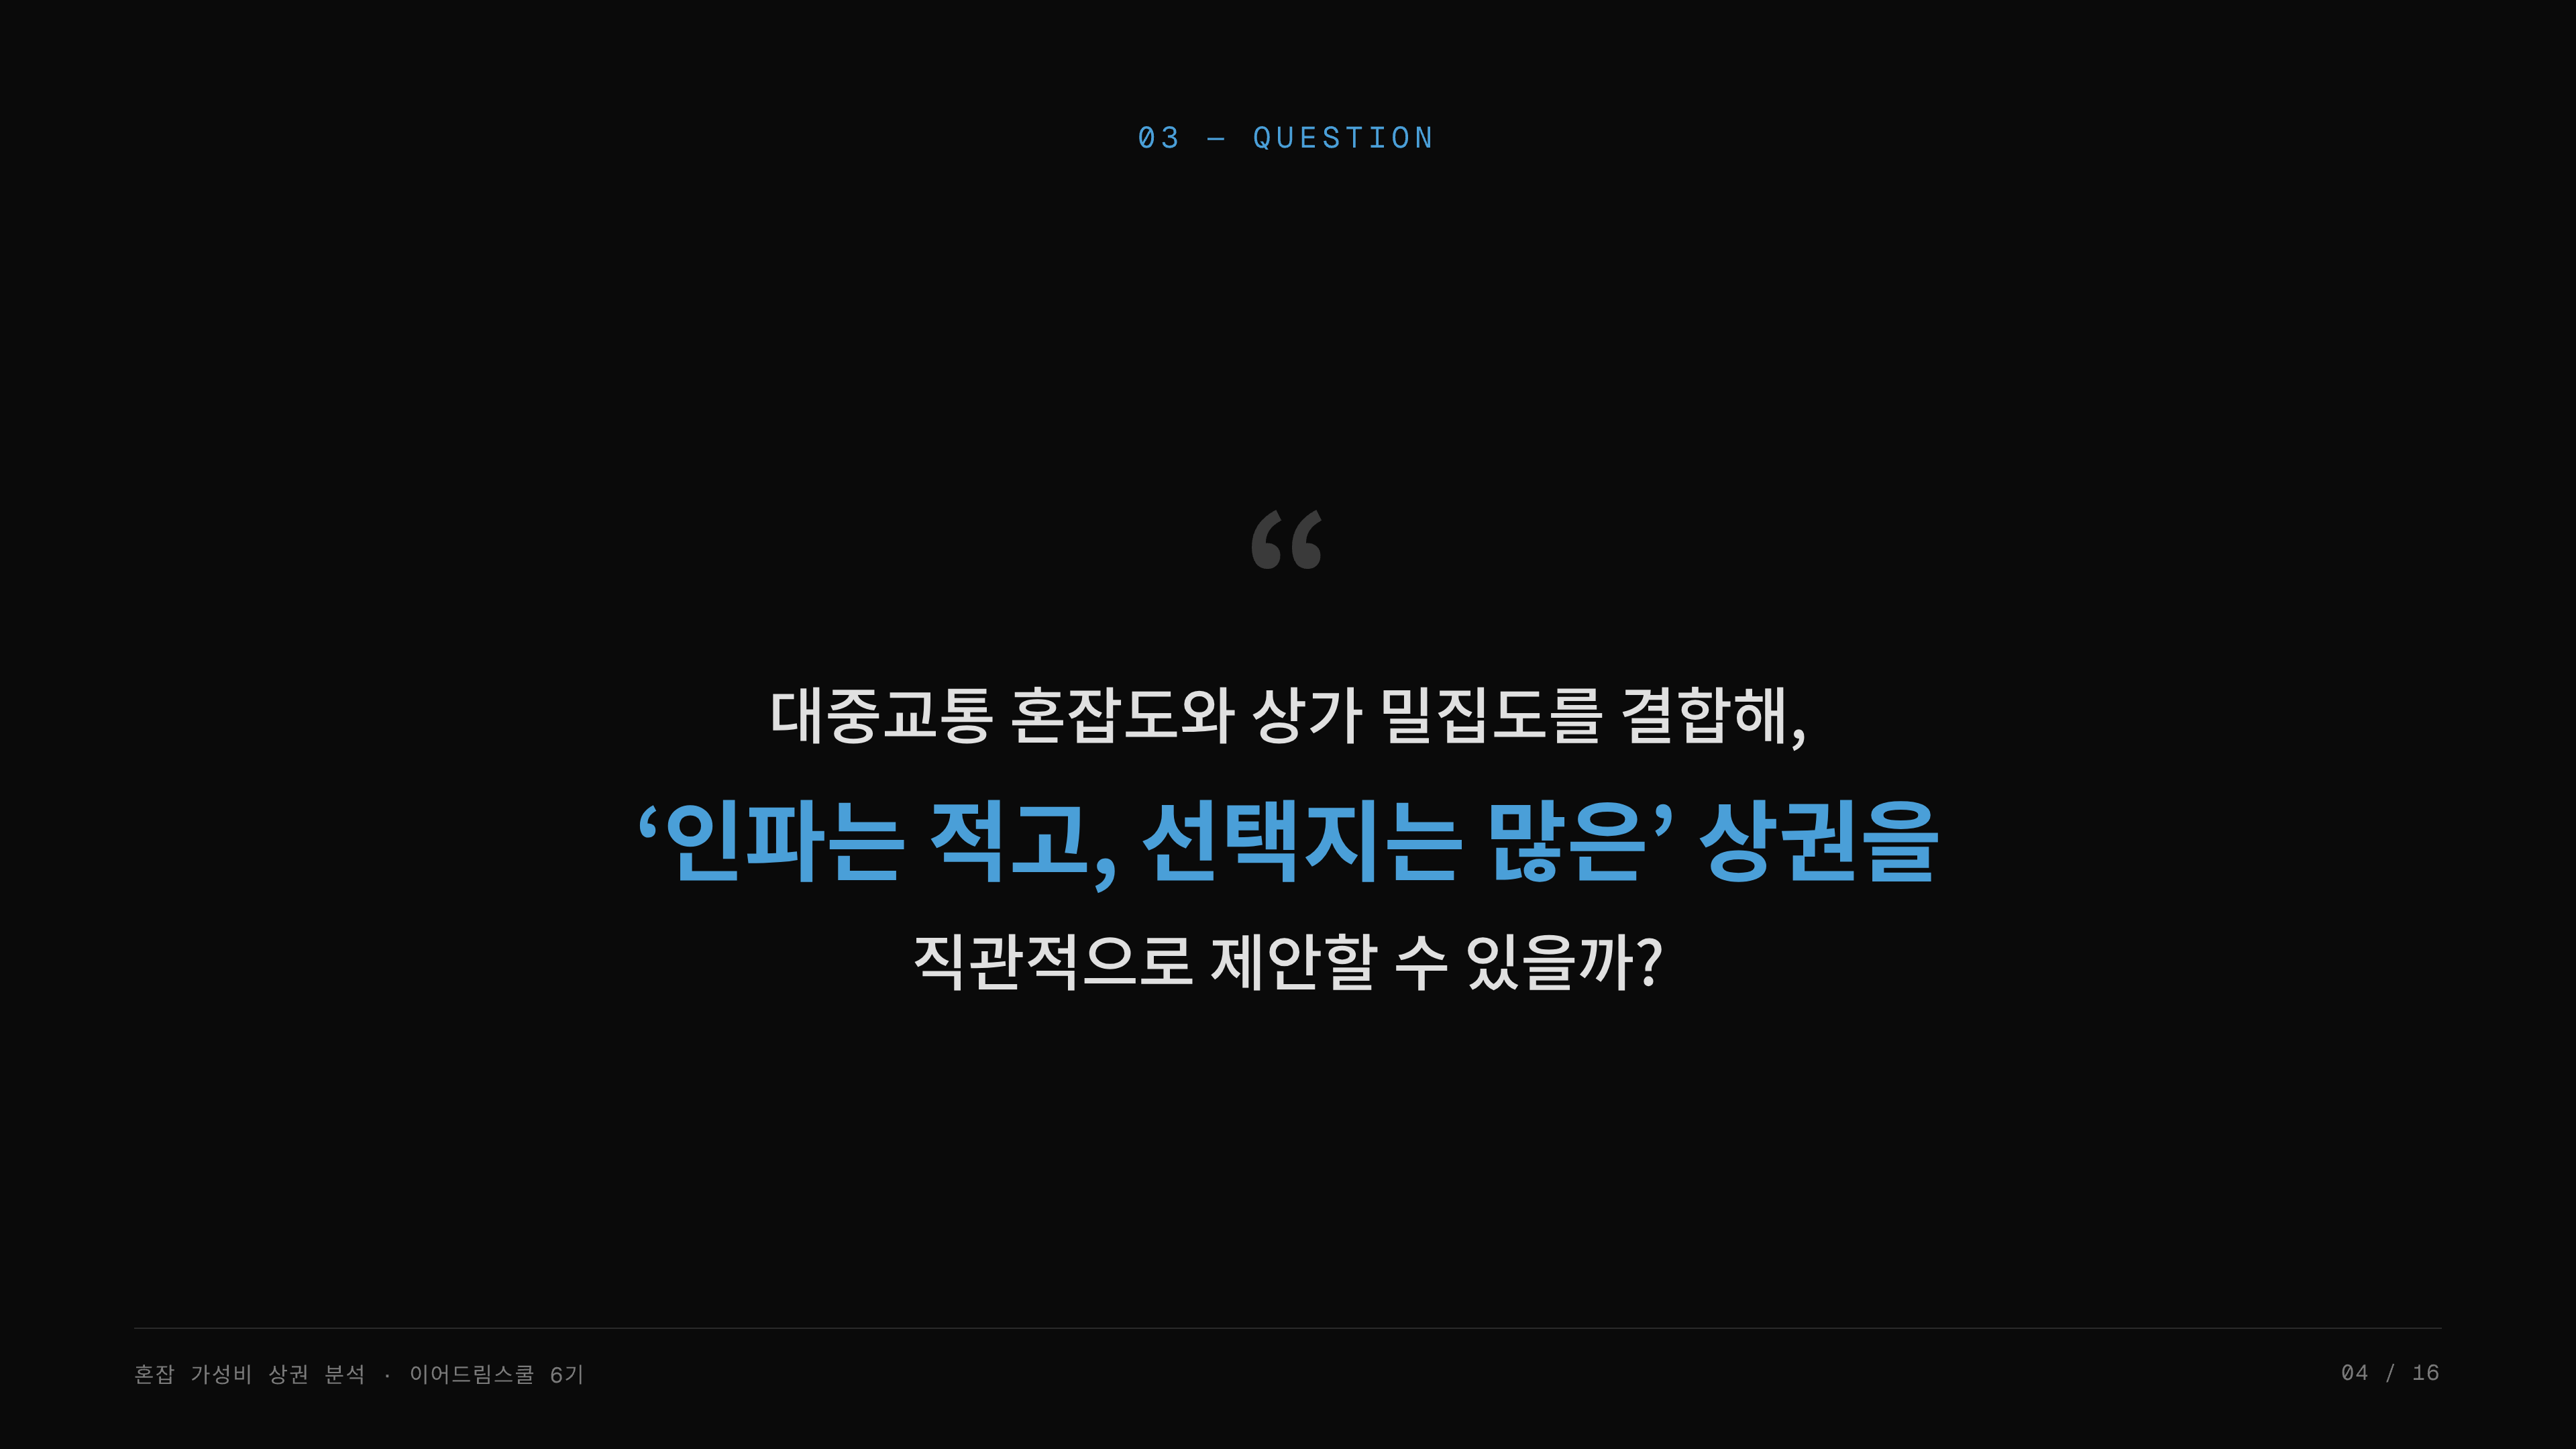 03 — QUESTION
“
대중교통 혼잡도와 상가 밀집도를 결합해,
‘인파는 적고, 선택지는 많은’ 상권을
직관적으로 제안할 수 있을까?
혼잡 가성비 상권 분석 · 이어드림스쿨 6기
04 / 16